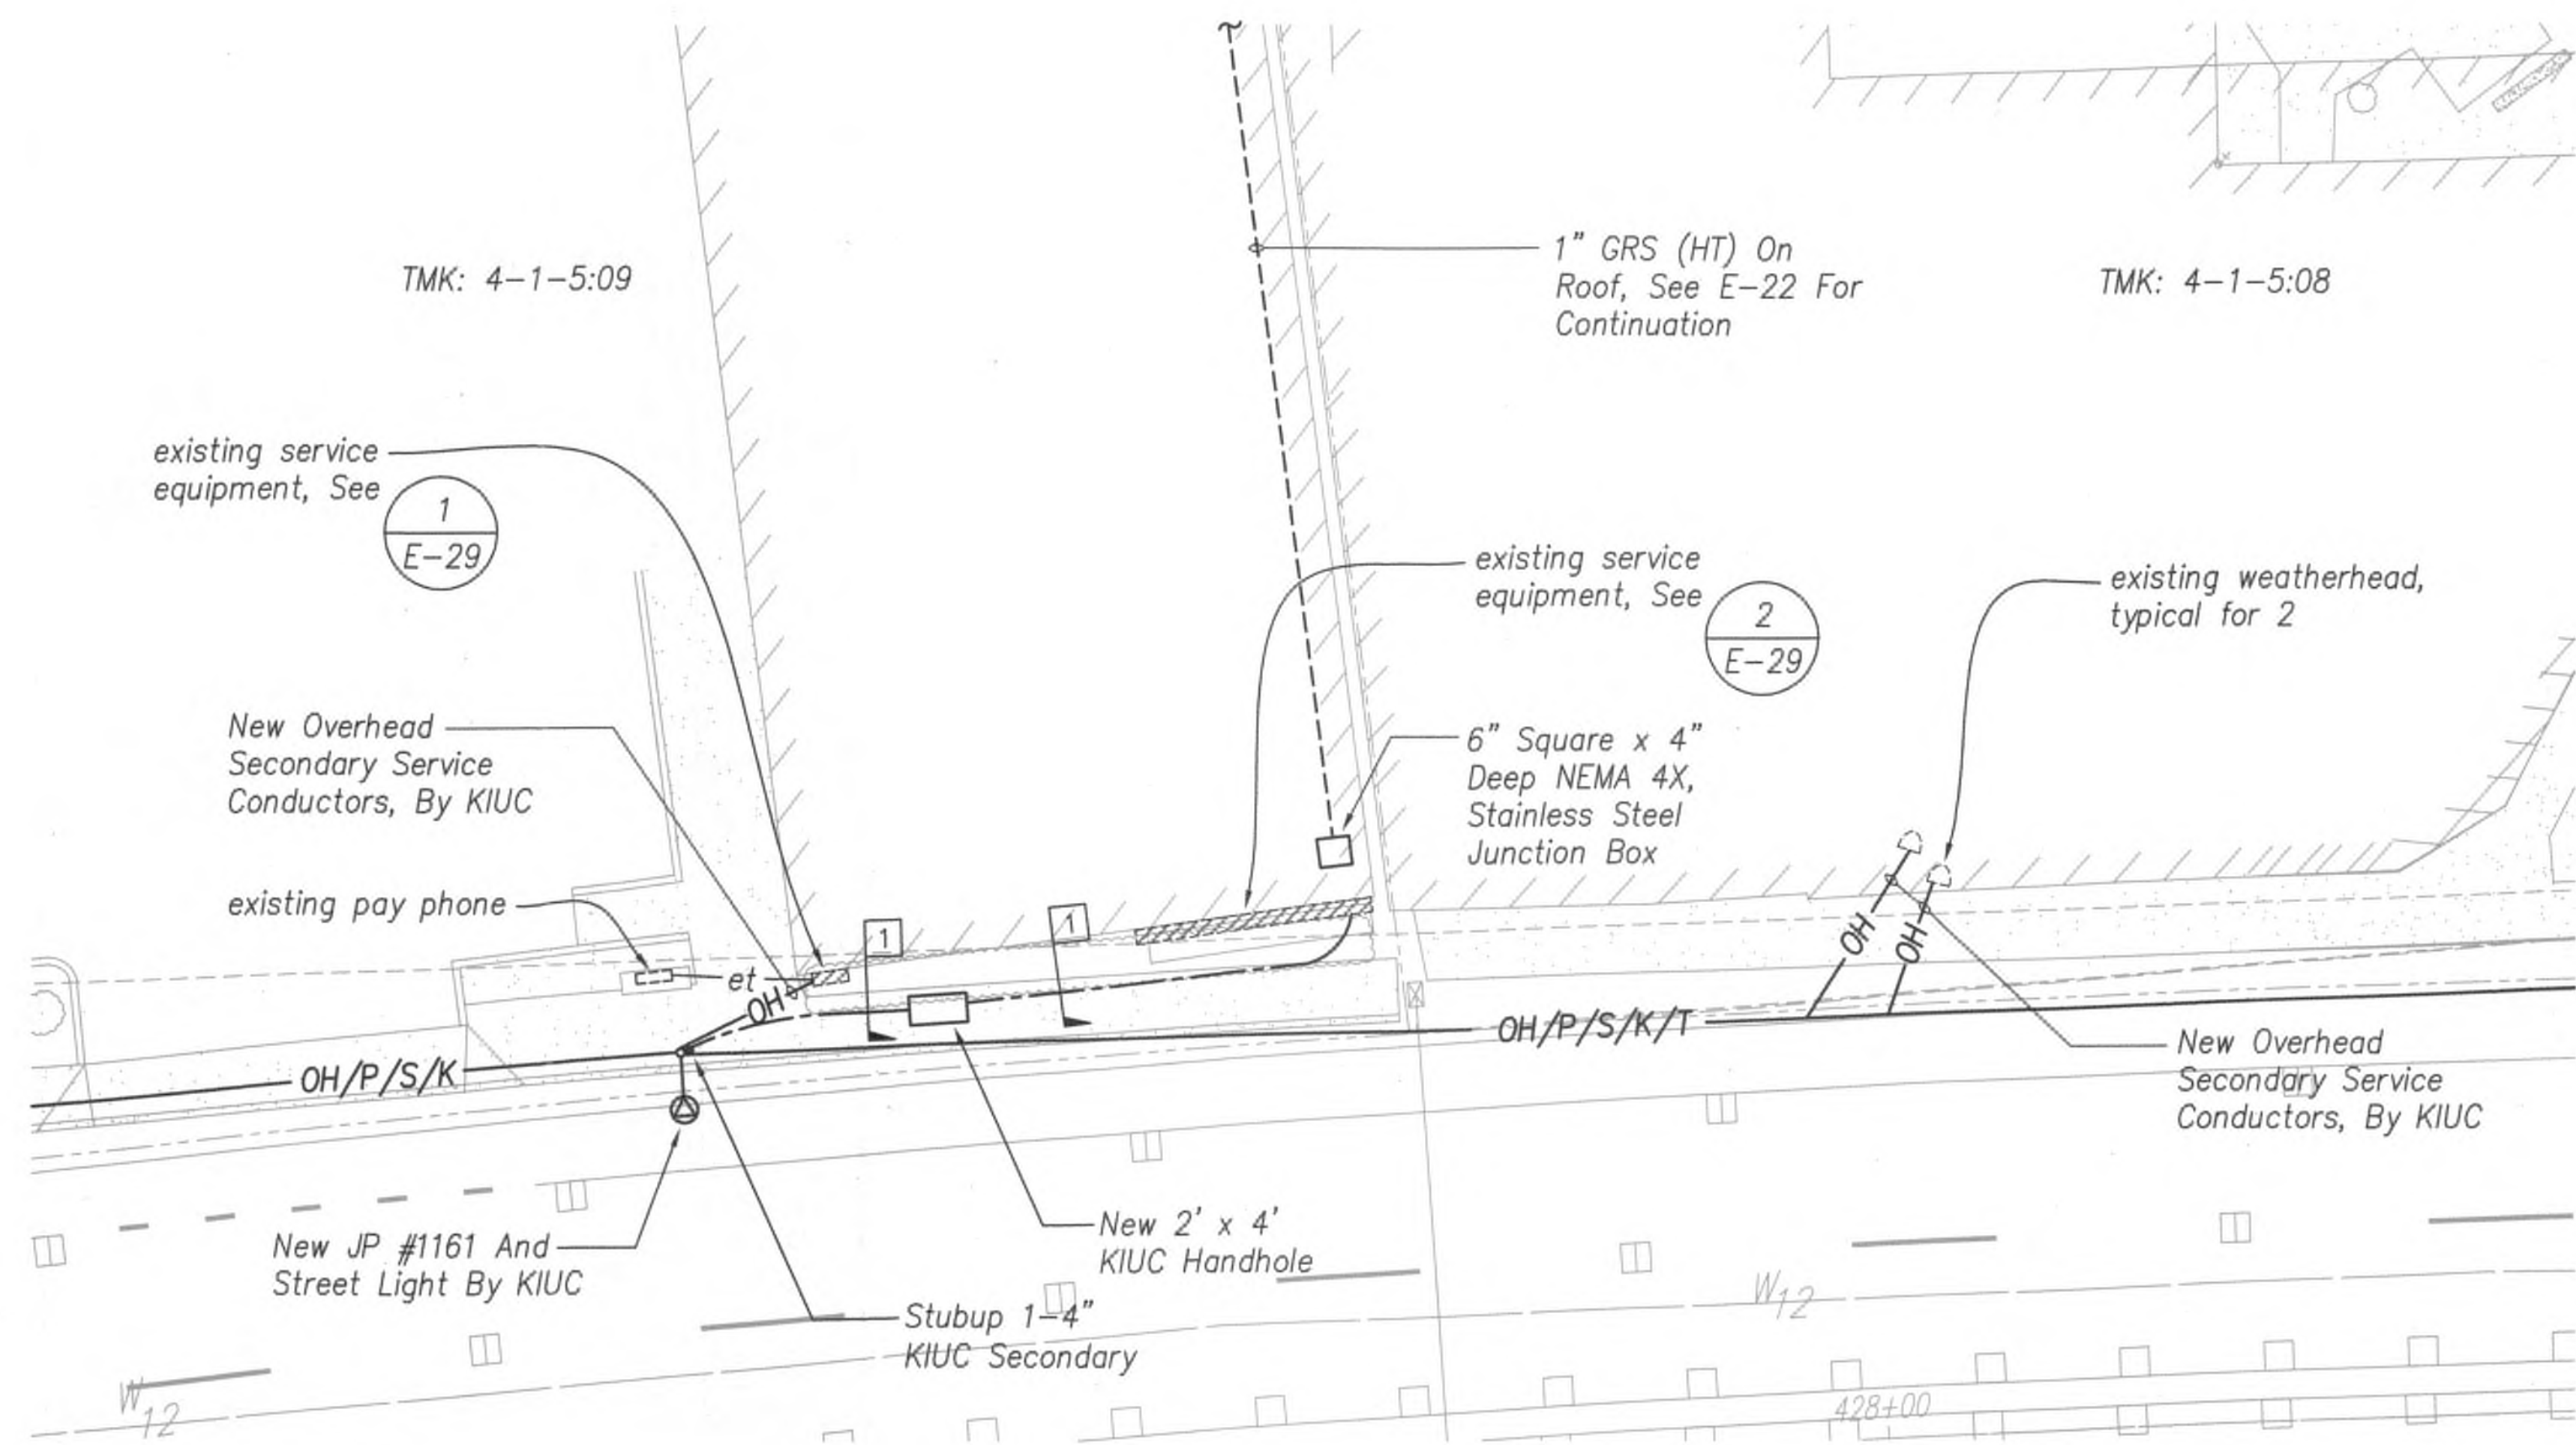 TMK: 4-1-5:09
1" GRS (HT) On
Roof, See E-22 For
Continuation
TMK: 4-1-5:08
existing service
equipment, See
1
E-29
existing service
equipment, See
2
E-29
existing weatherhead,
typical for 2
New Overhead
Secondary Service
Conductors, By KIUC
6" Square x 4"
Deep NEMA 4X,
Stainless Steel
Junction Box
existing pay phone
1
1
et
OH
OH
OH
OH/P/S/K
OH/P/S/K/T
New Overhead
Secondary Service
Conductors, By KIUC
New JP #1161 And
Street Light By KIUC
New 2' x 4'
KIUC Handhole
Stubup 1-4"
KIUC Secondary
W12
W12
428+00